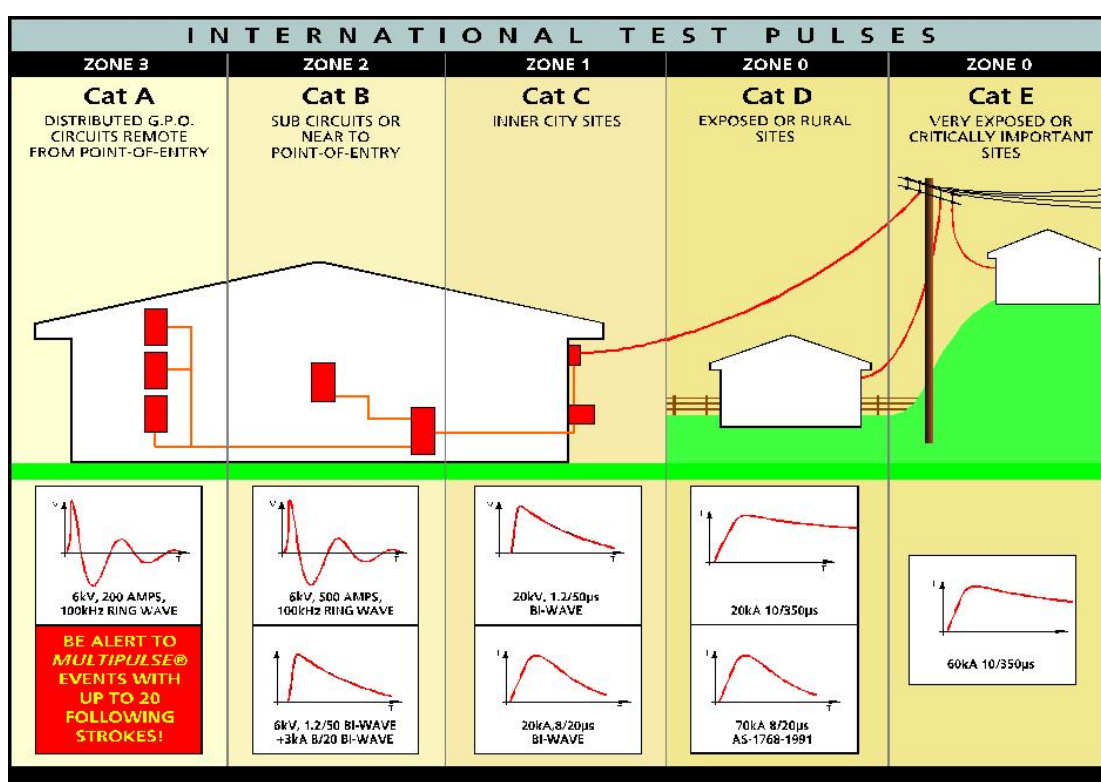 INTERNATIONAL TEST PULSES
ZONE 3
ZONE 2
ZONE 1
ZONE 0
ZONE 0
Cat A
DISTRIBUTED G.P.O.
CIRCUITS REMOTE
FROM POINT-OF-ENTRY
Cat B
SUB CIRCUITS OR
NEAR TO
POINT-OF-ENTRY
Cat C
INNER CITY SITES
Cat D
EXPOSED OR RURAL
SITES
Cat E
VERY EXPOSED OR
CRITICALLY IMPORTANT
SITES
V
T
6kV, 200 AMPS,
100kHz RING WAVE
BE ALERT TO
MULTIPULSE®
EVENTS WITH
UP TO 20
FOLLOWING
STROKES!
V
T
6kV, 500 AMPS,
100kHz RING WAVE
I
T
6kV, 1.2/50 BI-WAVE
+3kA 8/20 BI-WAVE
V
T
20kV, 1.2/50µs
BI-WAVE
I
T
20kA,8/20µs
BI-WAVE
I
T
20kA 10/350µs
I
T
70kA 8/20µs
AS-1768-1991
I
T
60kA 10/350µs